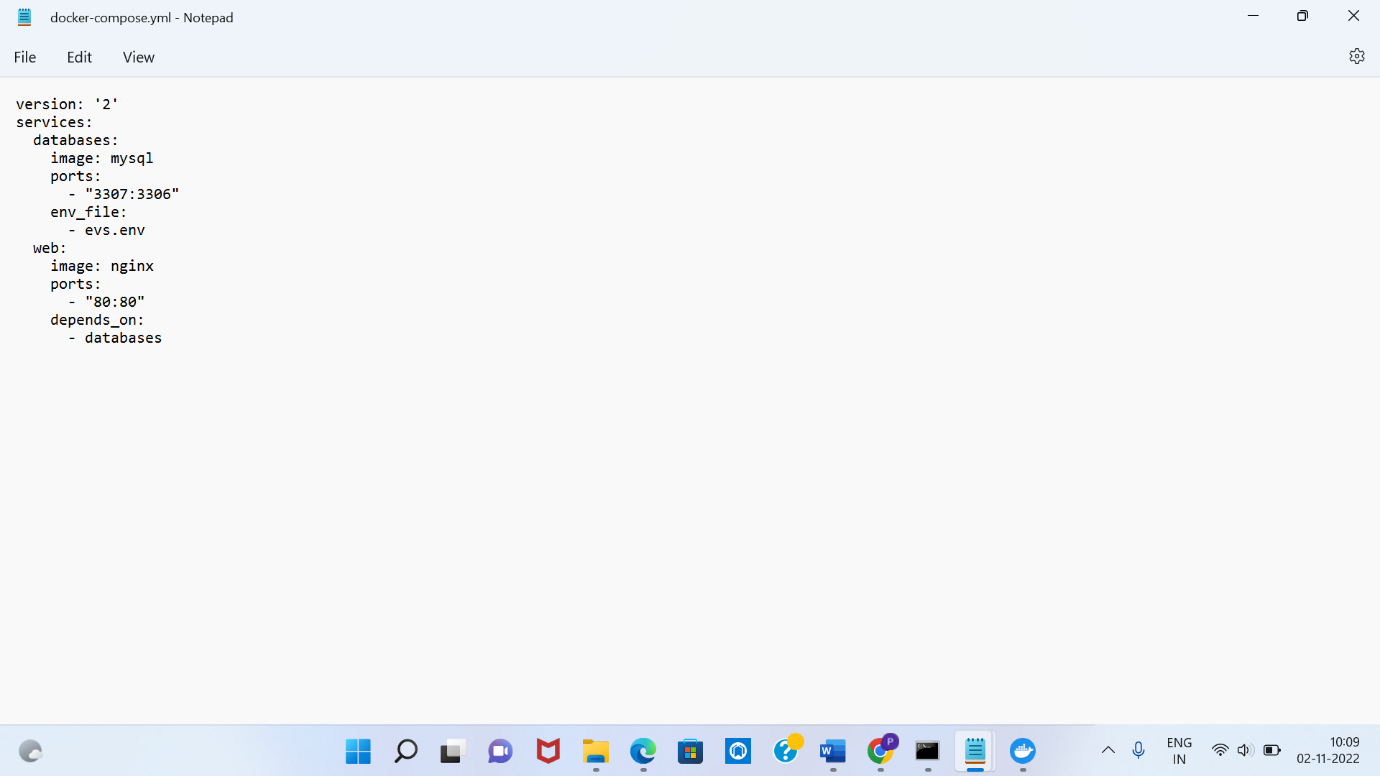 docker-compose.yml - Notepad
File Edit View
version: '2'
services:
  databases:
    image: mysql
    ports:
      - "3307:3306"
    env_file:
      - evs.env
  web:
    image: nginx
    ports:
      - "80:80"
    depends_on:
      - databases
P
W
ENG
IN
10:09
02-11-2022